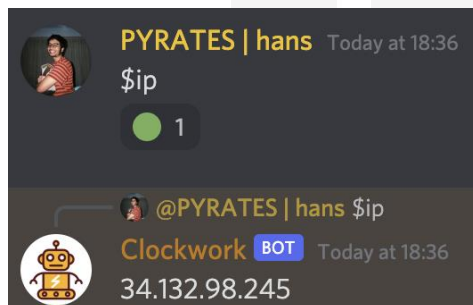 PYRATES | hans Today at 18:36
$ip
1
@PYRATES | hans $ip
Clockwork BOT Today at 18:36
34.132.98.245